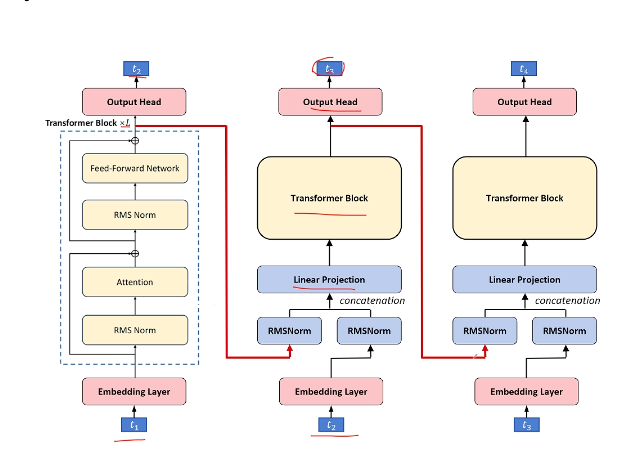 t₂
Output Head
Transformer Block ×L
Feed-Forward Network
RMS Norm
Attention
RMS Norm
Embedding Layer
t₁
t₃
Output Head
Transformer Block
Linear Projection
concatenation
RMSNorm RMSNorm
Embedding Layer
t₂
t₄
Output Head
Transformer Block
Linear Projection
concatenation
RMSNorm RMSNorm
Embedding Layer
t₃